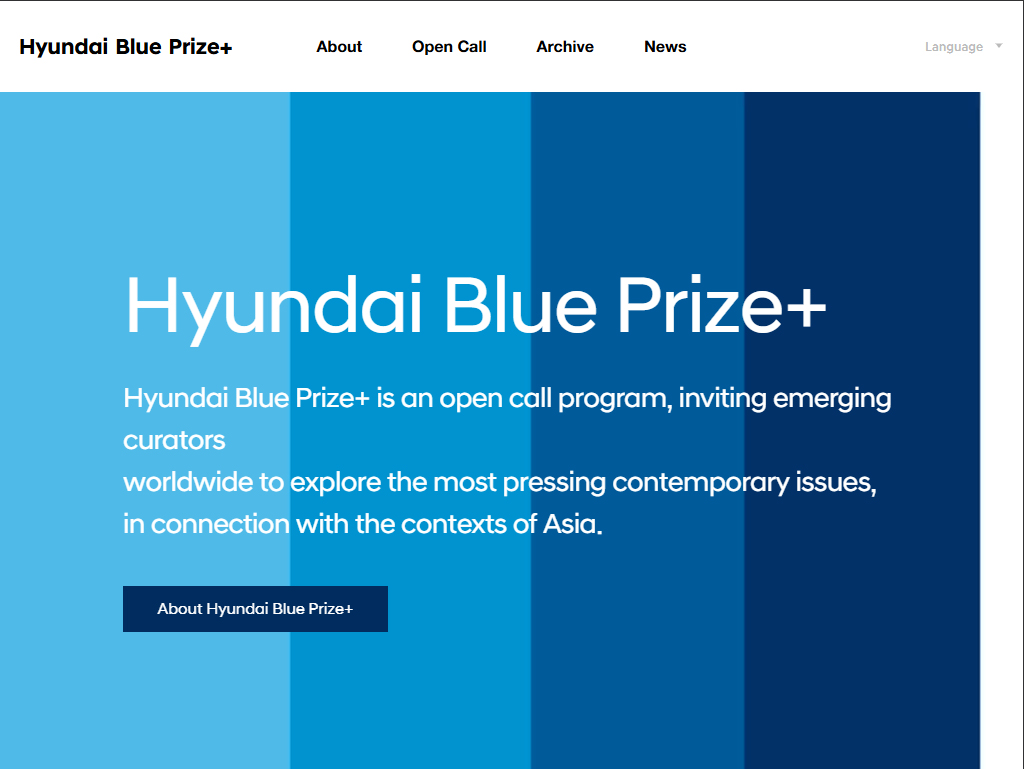 Hyundai Blue Prize+
About
Open Call
Archive
News
Language
Hyundai Blue Prize+
Hyundai Blue Prize+ is an open call program, inviting emerging
curators
worldwide to explore the most pressing contemporary issues,
in connection with the contexts of Asia.
About Hyundai Blue Prize+